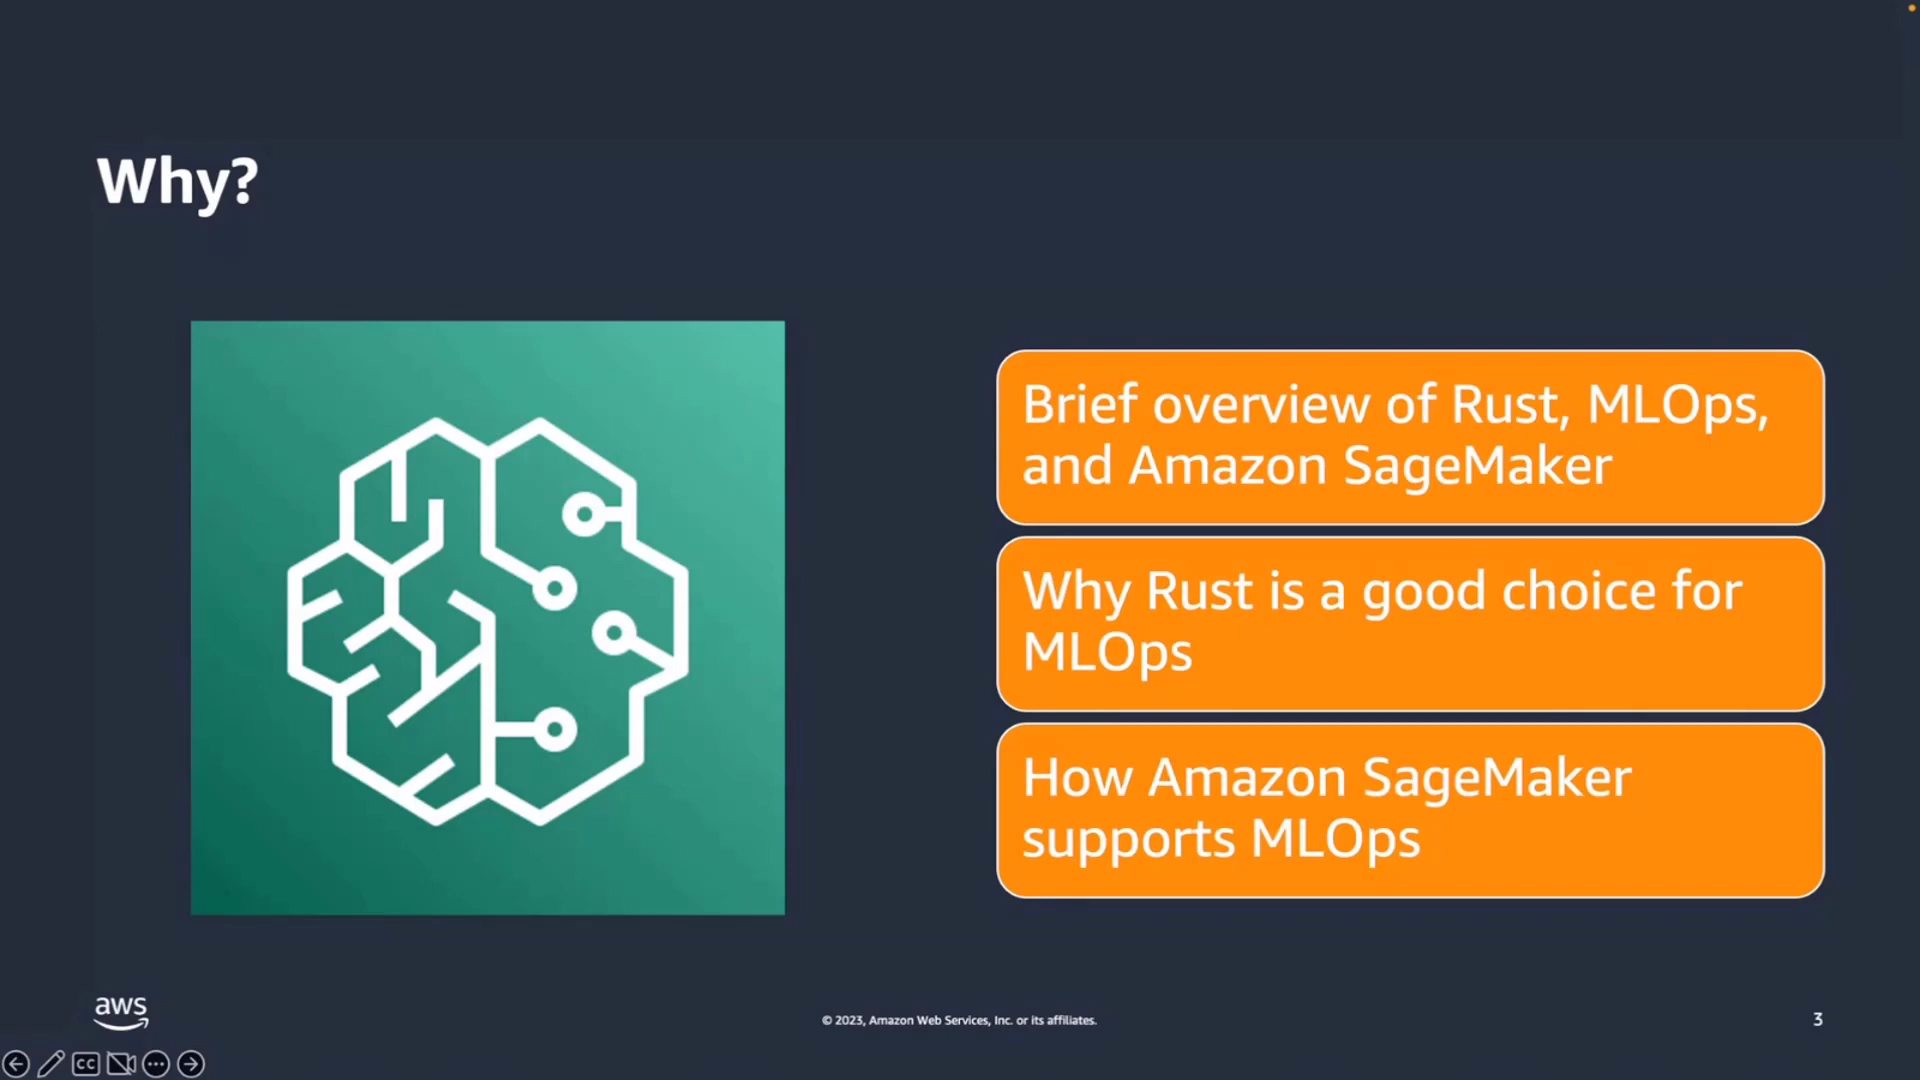 Why?
Brief overview of Rust, MLOps,
and Amazon SageMaker
Why Rust is a good choice for
MLOps
How Amazon SageMaker
supports MLOps
aws
© 2023, Amazon Web Services, Inc. or its affiliates.
3
CC